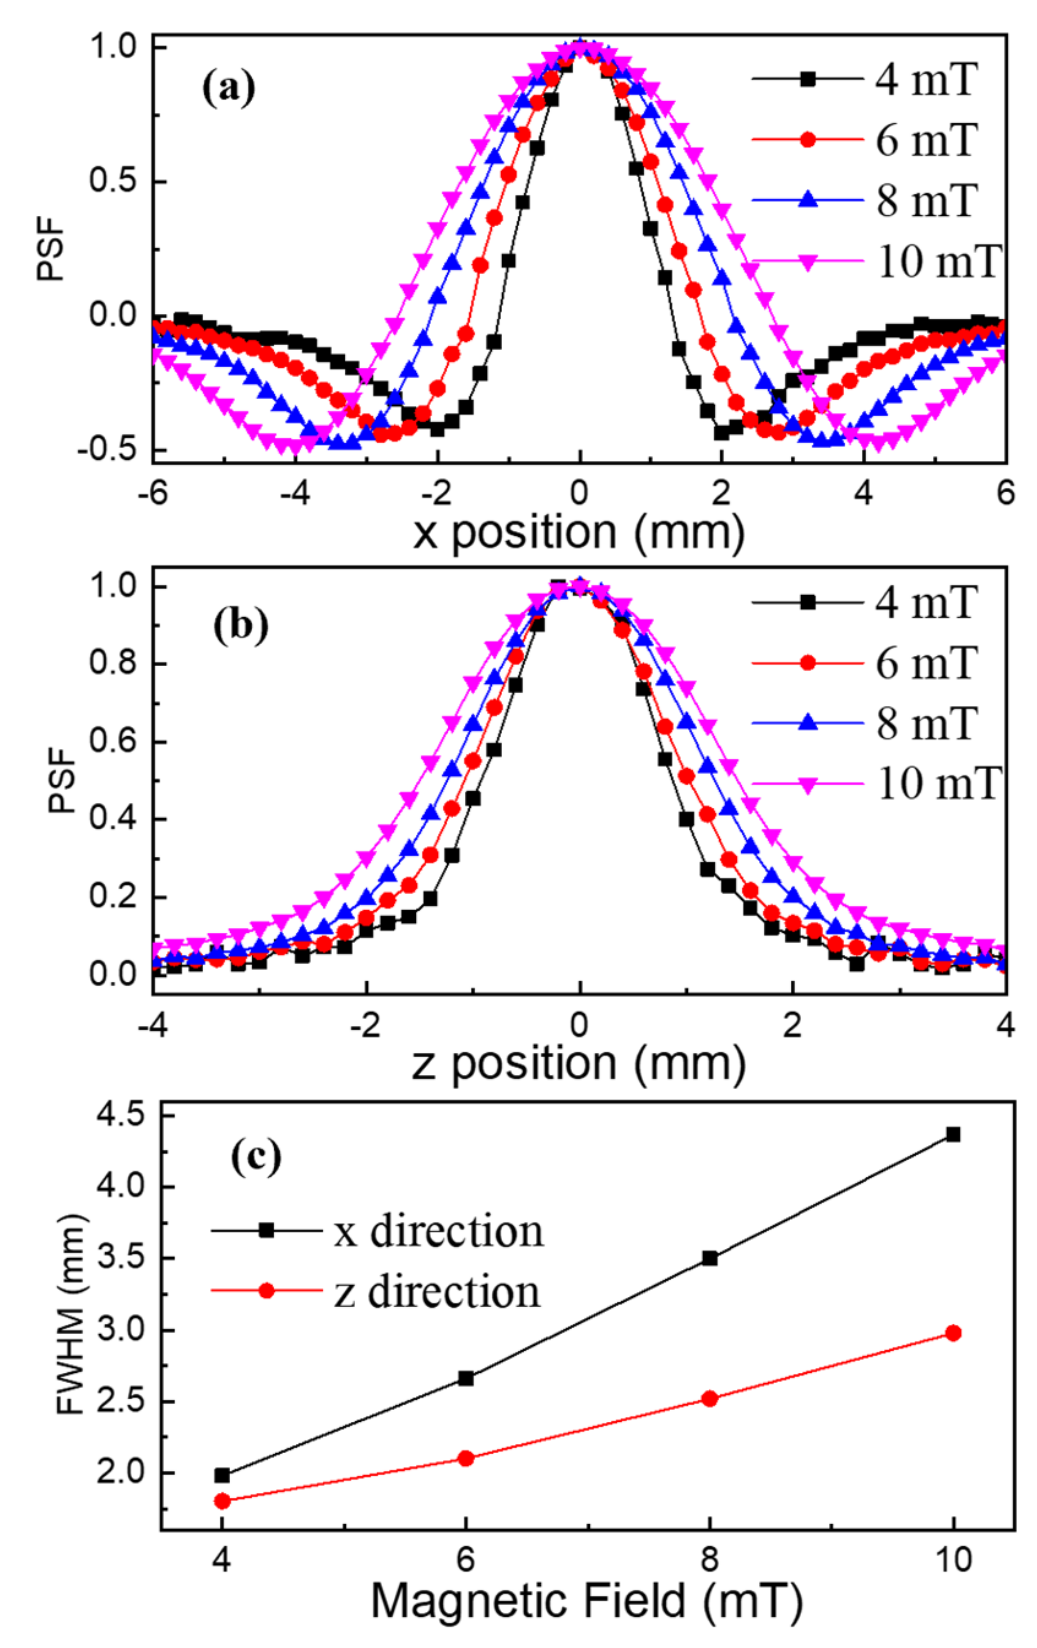 (a)
4 mT
6 mT
8 mT
10 mT
PSF
1.0
0.5
0.0
-0.5
-6 -4 -2 0 2 4 6
x position (mm)
(b)
4 mT
6 mT
8 mT
10 mT
PSF
1.0
0.8
0.6
0.4
0.2
0.0
-4 -2 0 2 4
z position (mm)
(c)
x direction
z direction
FWHM (mm)
4.5
4.0
3.5
3.0
2.5
2.0
4 6 8 10
Magnetic Field (mT)